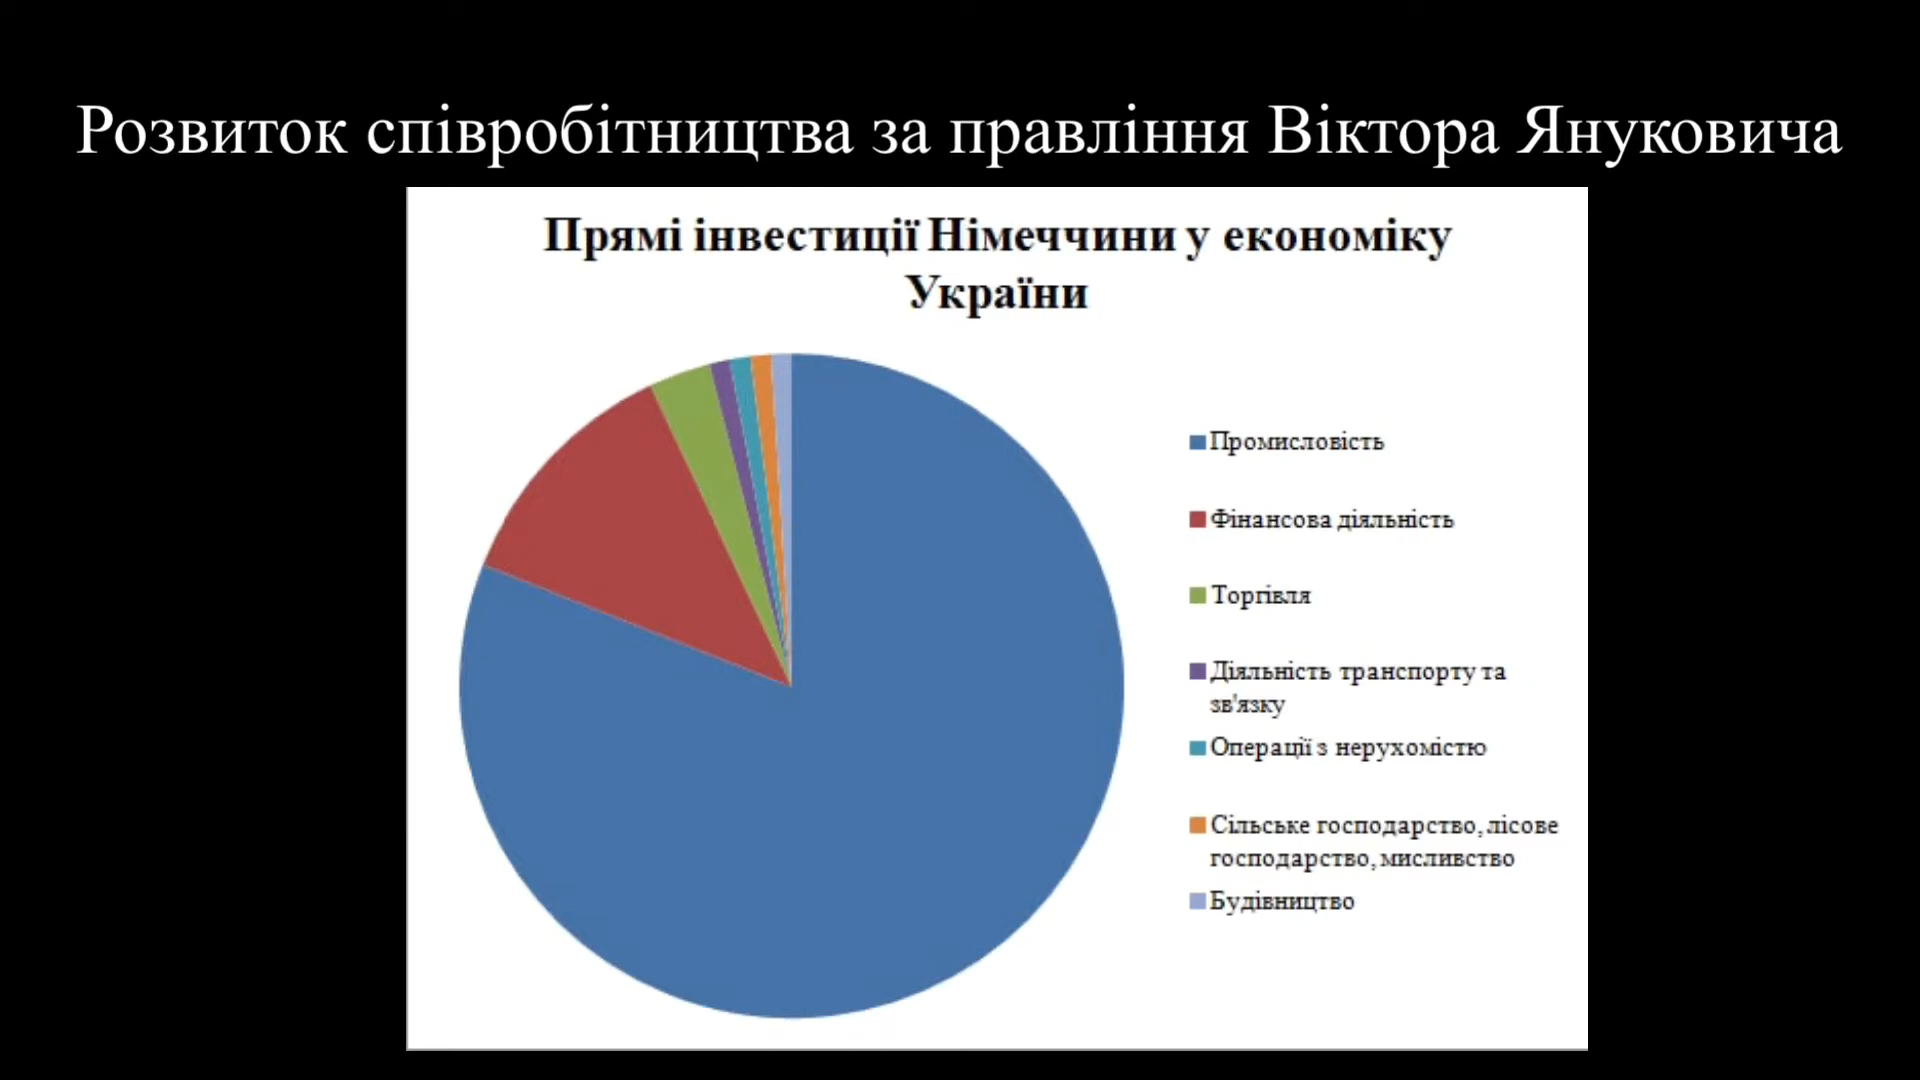 Розвиток співробітництва за правління Віктора Януковича
Прямі інвестиції Німеччини у економіку
України
Промисловість
Фінансова діяльність
Торгівля
Діяльність транспорту та
зв'язку
Операції з нерухомістю
Сільське господарство, лісове
господарство, мисливство
Будівництво